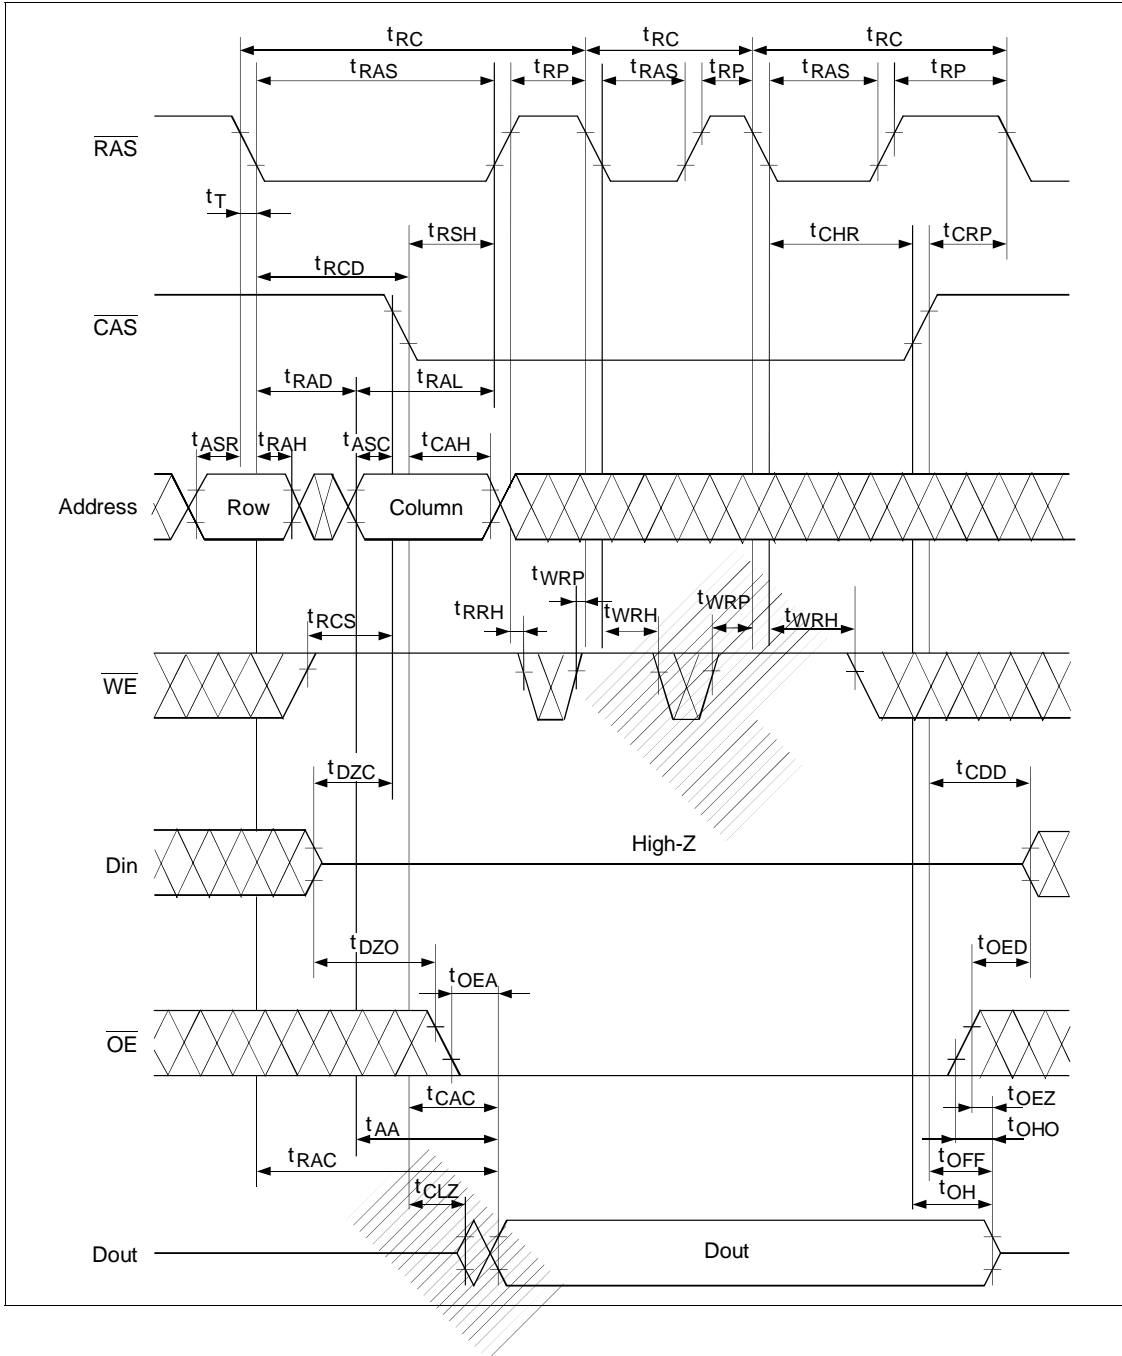 tRC tRC tRC
tRAS tRP tRAS tRP tRAS tRP
RAS
tT
tRSH tCHR tCRP
tRCD
CAS
tRAD tRAL
tASR tRAH tASC tCAH
Address Row Column
tWRP
tRRH tWRH tWRP
tRCS tWRH
WE
tDZC tCDD
High-Z
Din
tDZO tOED
tOEA
OE
tCAC tOEZ
tAA tOHO
tRAC tOFF
tCLZ tOH
Dout Dout